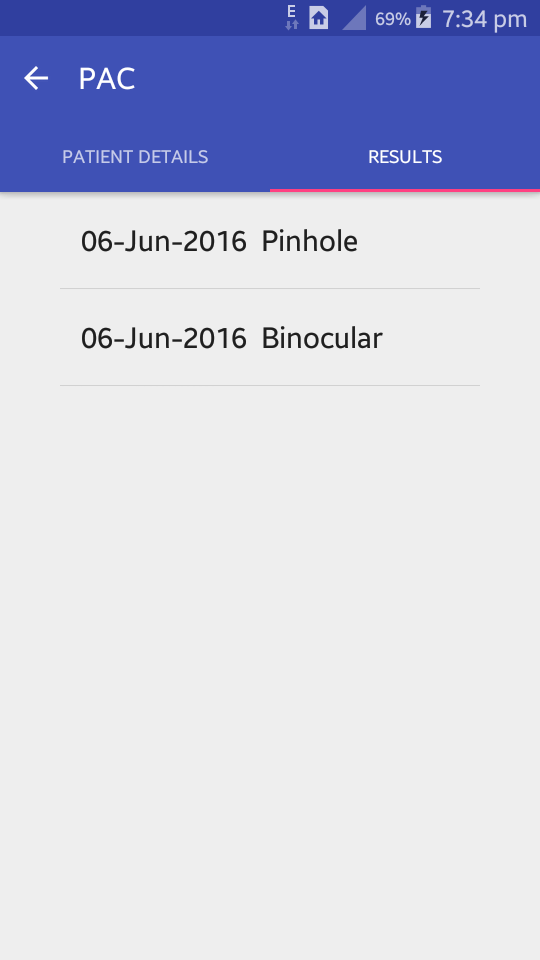 E 69% 7:34 pm
PAC
PATIENT DETAILS RESULTS
06-Jun-2016 Pinhole
06-Jun-2016 Binocular